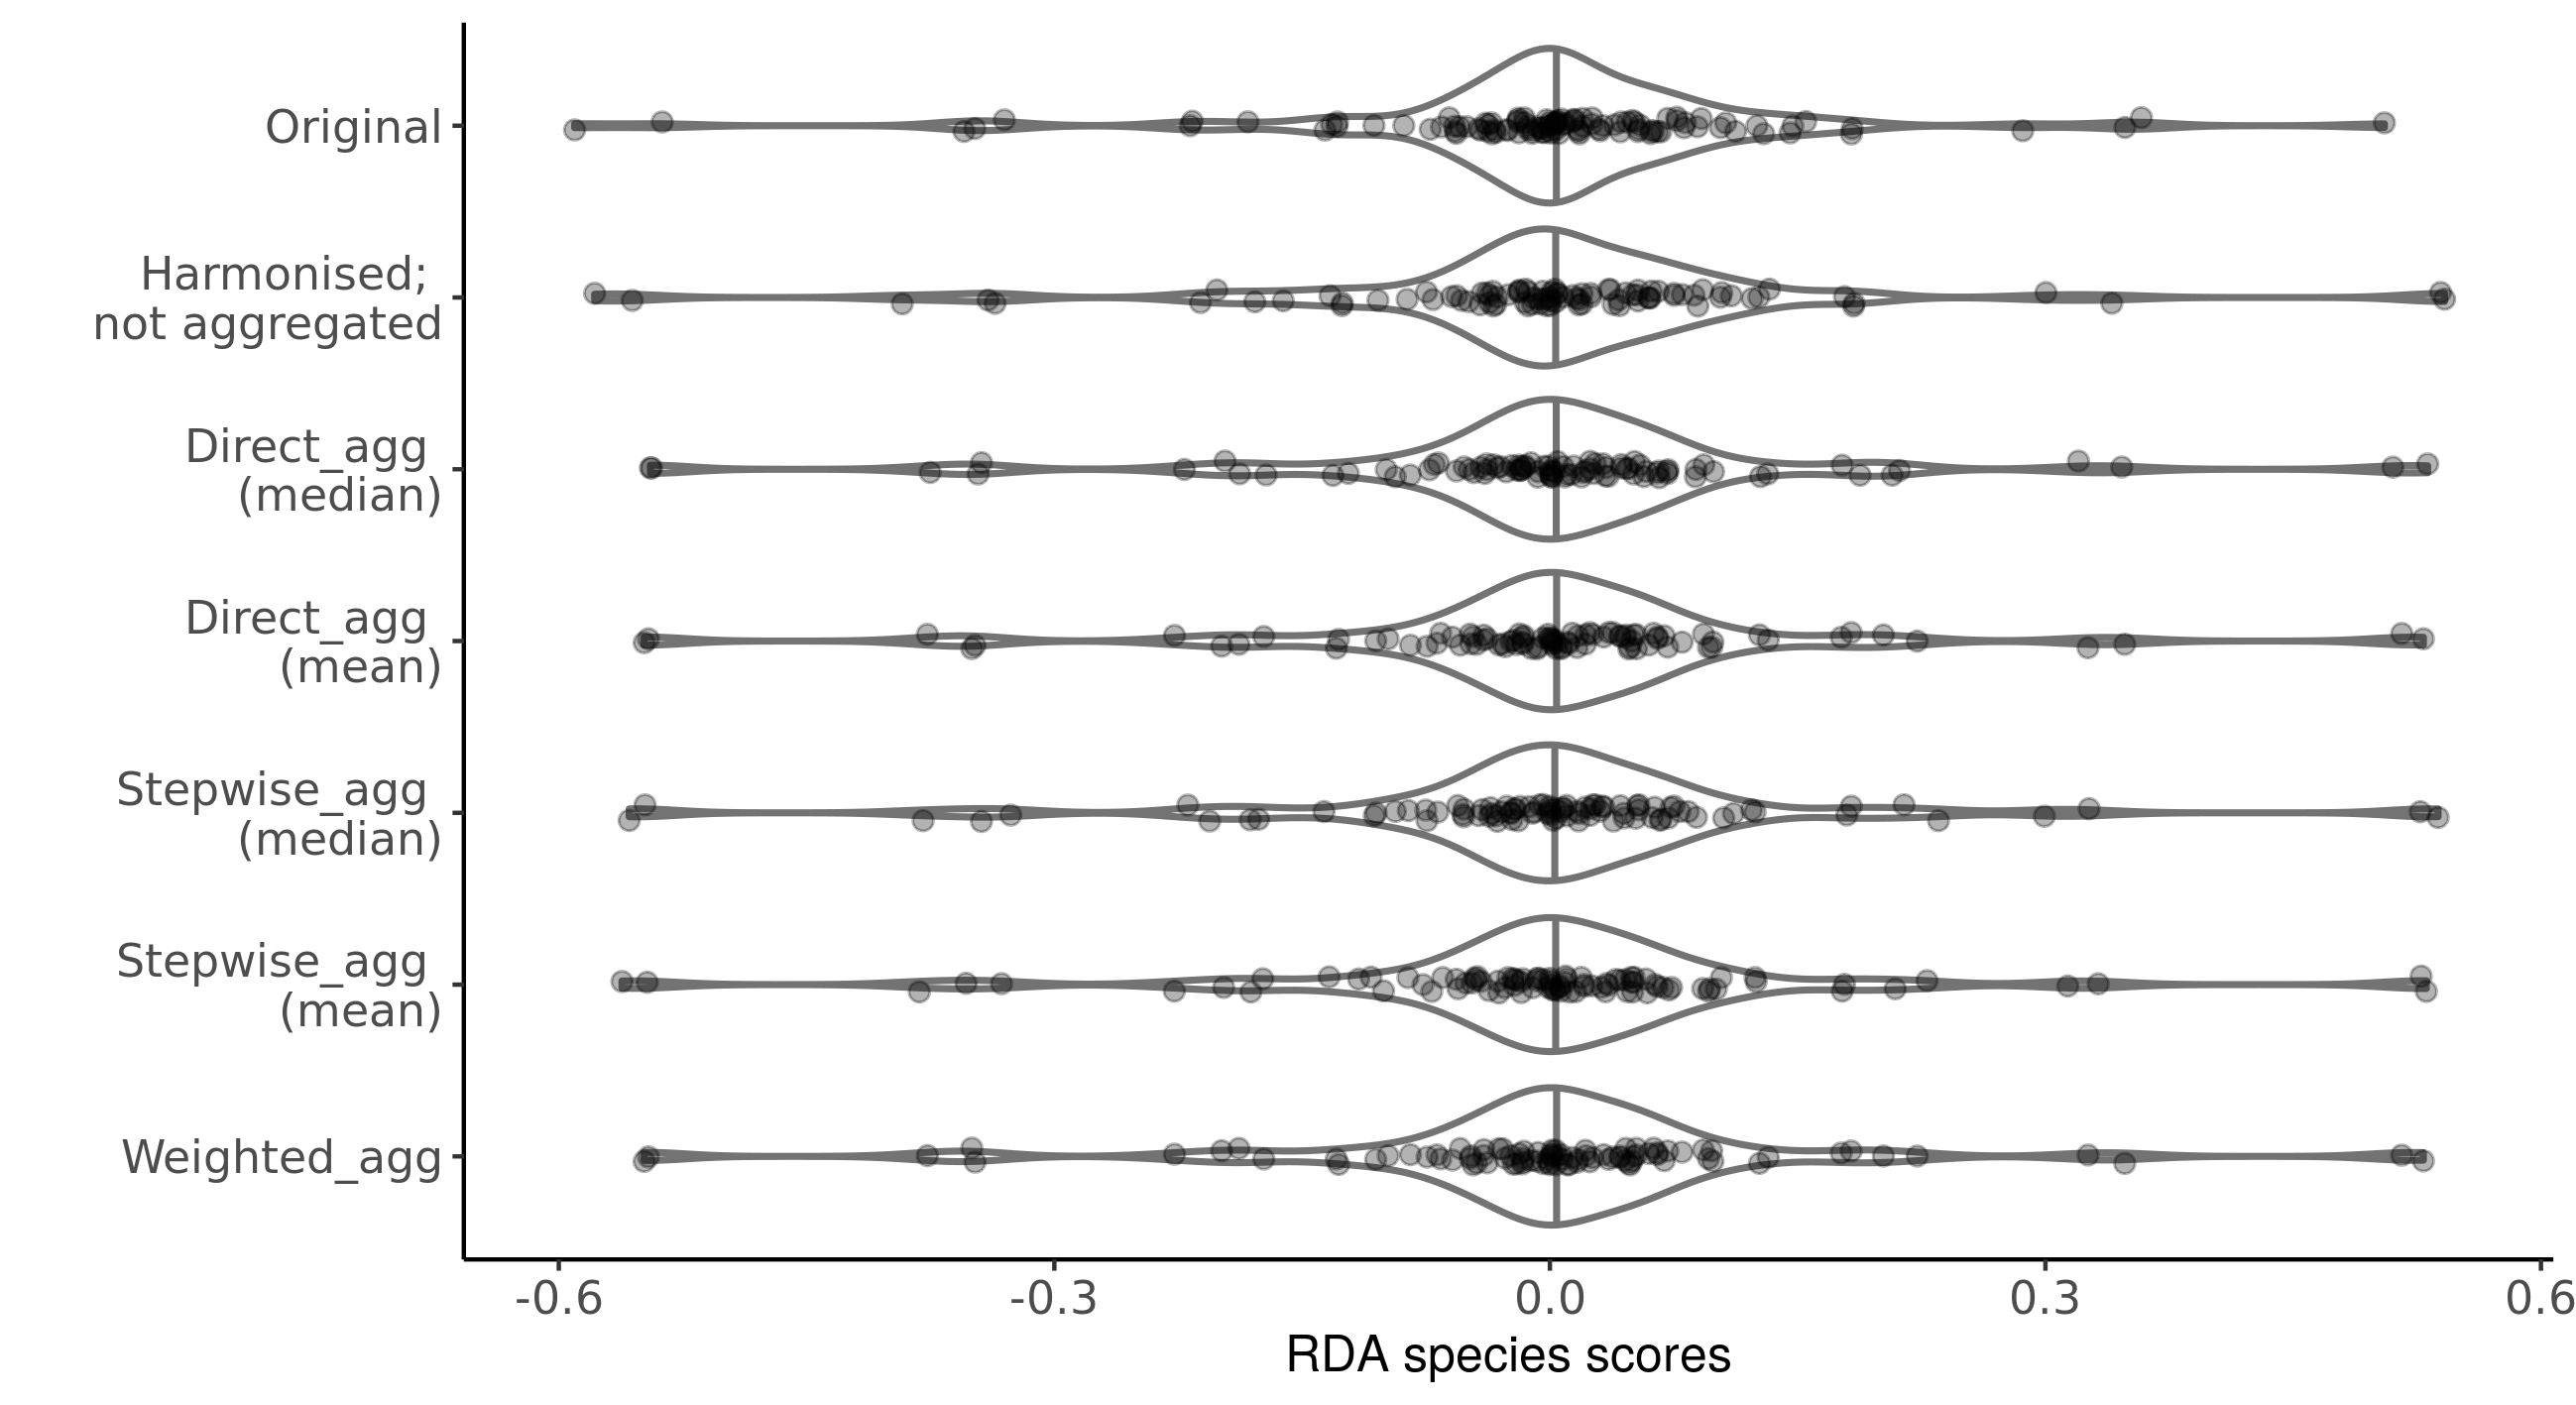 Original
Harmonised;
not aggregated
Direct_agg
(median)
Direct_agg
(mean)
Stepwise_agg
(median)
Stepwise_agg
(mean)
Weighted_agg
-0.6 -0.3 0.0 0.3 0.6
RDA species scores